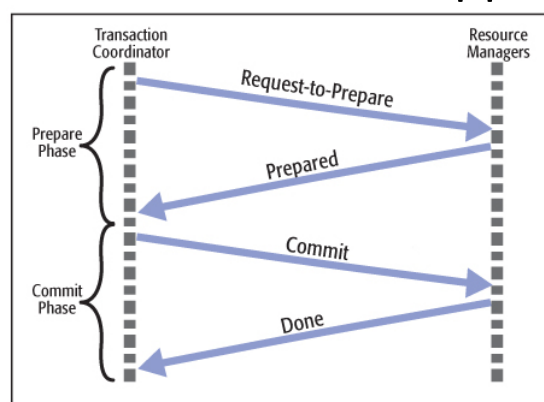 Transaction
Coordinator
Resource
Managers
Request-to-Prepare
Prepare
Phase
Prepared
Commit
Commit
Phase
Done